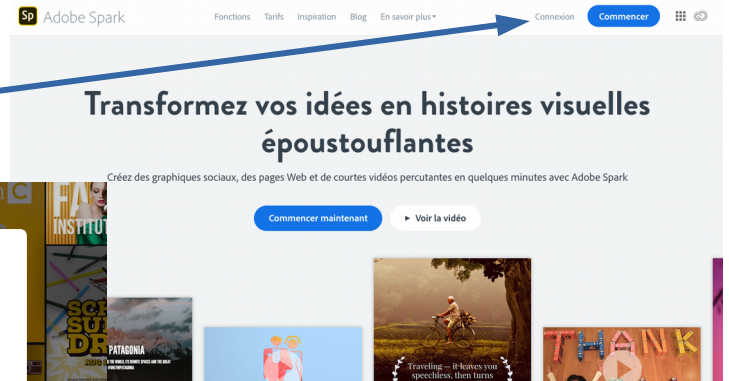 Sp Adobe Spark
Fonctions Tarifs Inspiration Blog En savoir plus
Connexion Commencer
Transformez vos idées en histoires visuelles
époustouflantes
Créez des graphiques sociaux, des pages Web et de courtes vidéos percutantes en quelques minutes avec Adobe Spark
Commencer maintenant
Voir la vidéo
PATAGONIA
Traveling – it leaves you
speechless, then turns
THANK